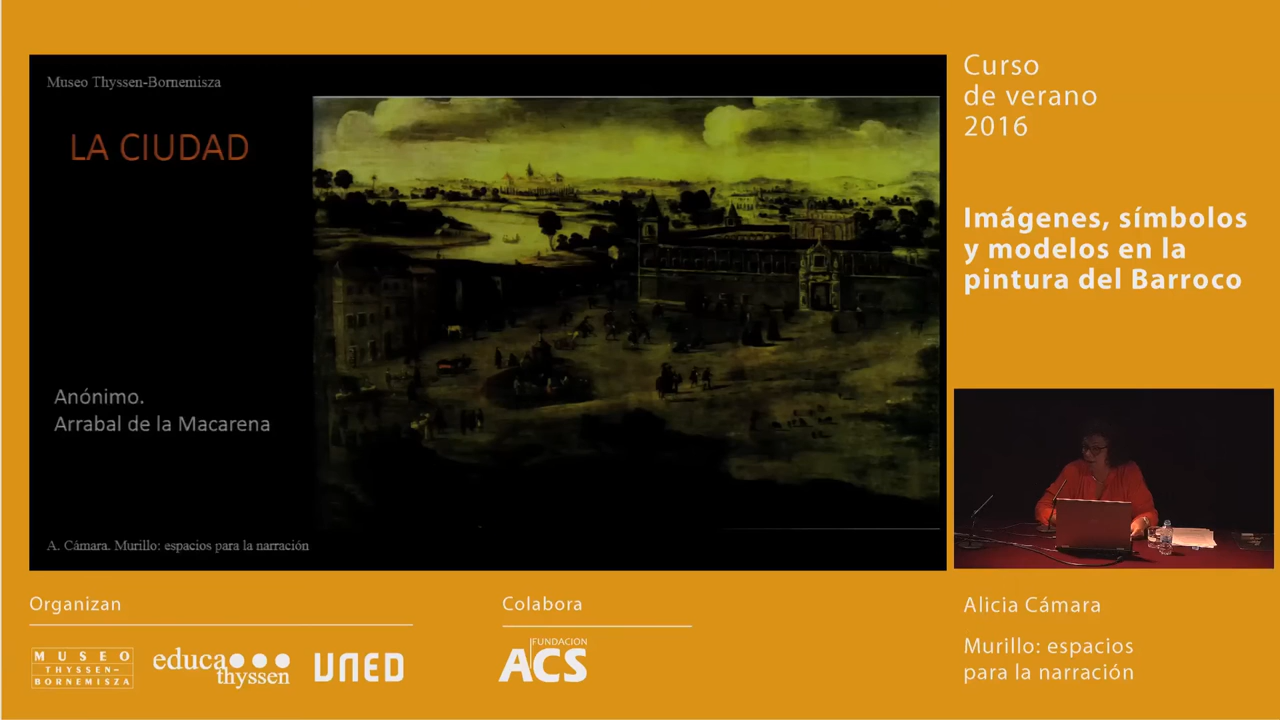 Museo Thyssen-Bornemisza
LA CIUDAD
Anónimo.
Arrabal de la Macarena
A. Cámara. Murillo: espacios para la narración
Curso
de verano
2016
Imágenes, símbolos
y modelos en la
pintura del Barroco
Alicia Cámara
Murillo: espacios
para la narración
Organizan
MUSEO
THYSSEN-
BORNEMISZA
educa
thyssen
UNED
Colabora
FUNDACION
ACS